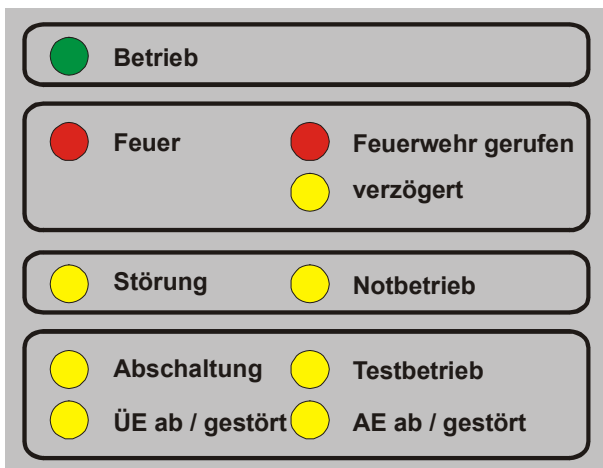 Betrieb
Feuer
Feuerwehr gerufen
verzögert
Störung
Notbetrieb
Abschaltung
Testbetrieb
ÜE ab / gestört
AE ab / gestört